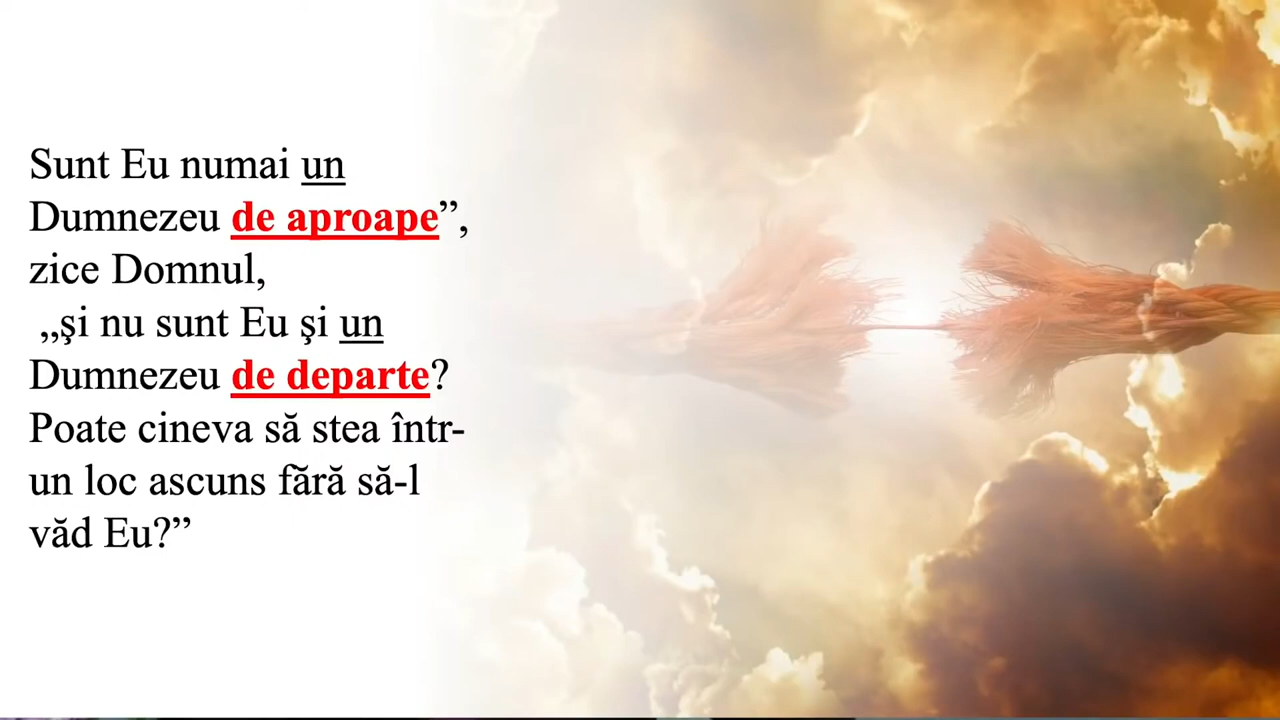 Sunt Eu numai un
Dumnezeu de aproape”,
zice Domnul,
„şi nu sunt Eu şi un
Dumnezeu de departe?
Poate cineva să stea într-
un loc ascuns fără să-l
văd Eu?”